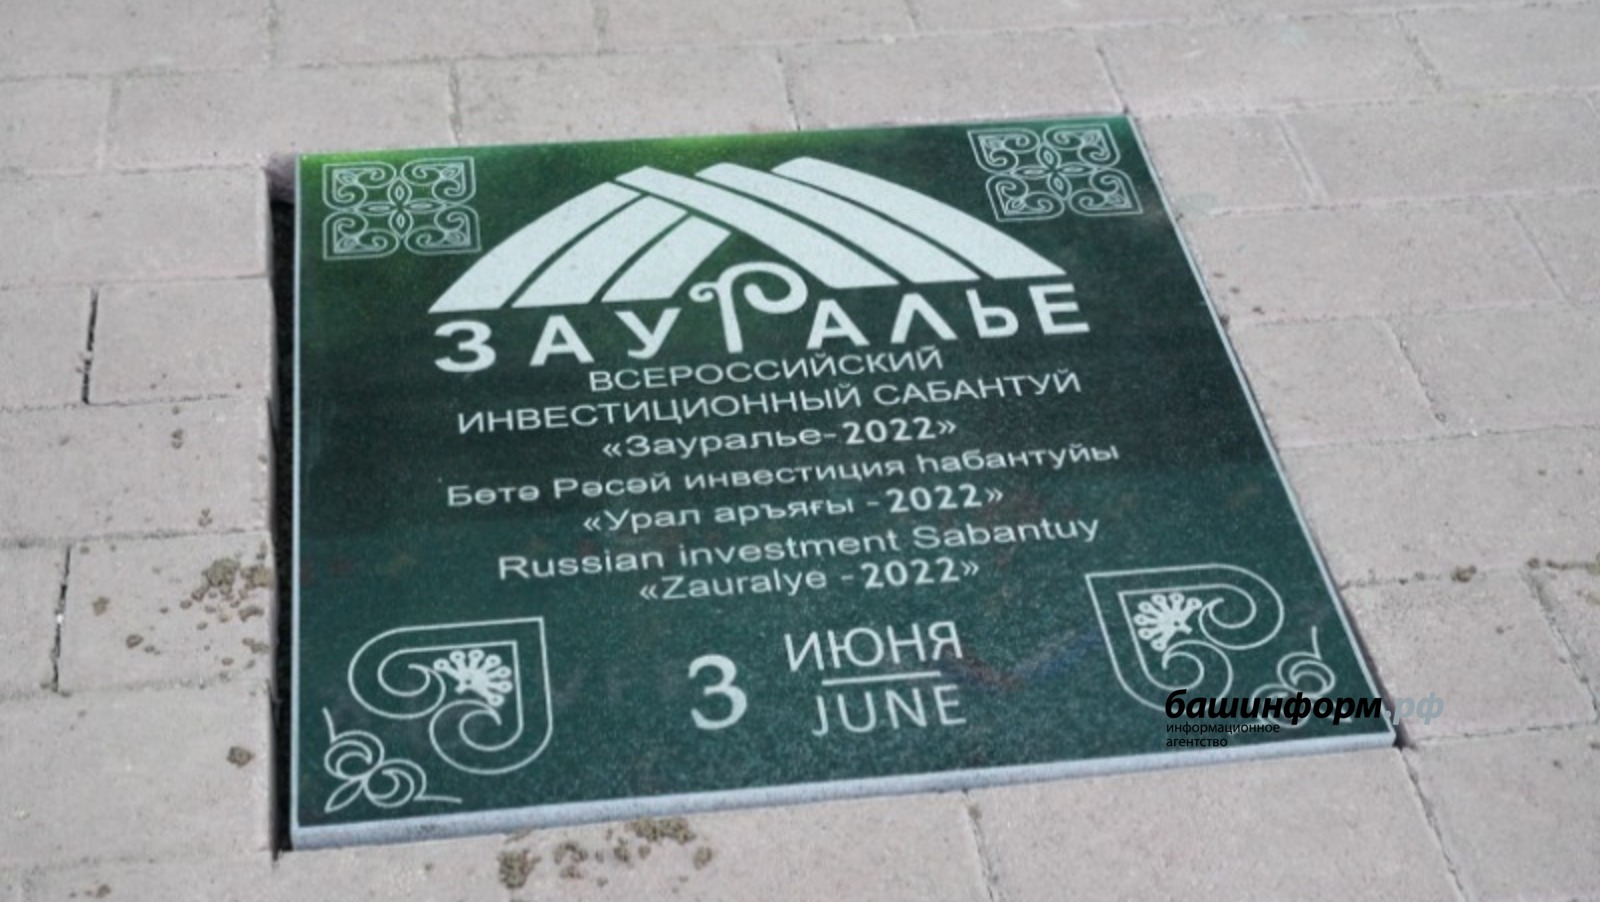 ЗАУРАЛЬЕ
ВСЕРОССИЙСКИЙ
ИНВЕСТИЦИОННЫЙ САБАНТУЙ
«Зауралье-2022»
Бөтә Рәсәй инвестиция һабантуйы
«Урал аръяғы -2022»
Russian investment Sabantuy
«Zauralye -2022»
3 ИЮНЯ
JUNE
башинформ.рф
информационное
агентство